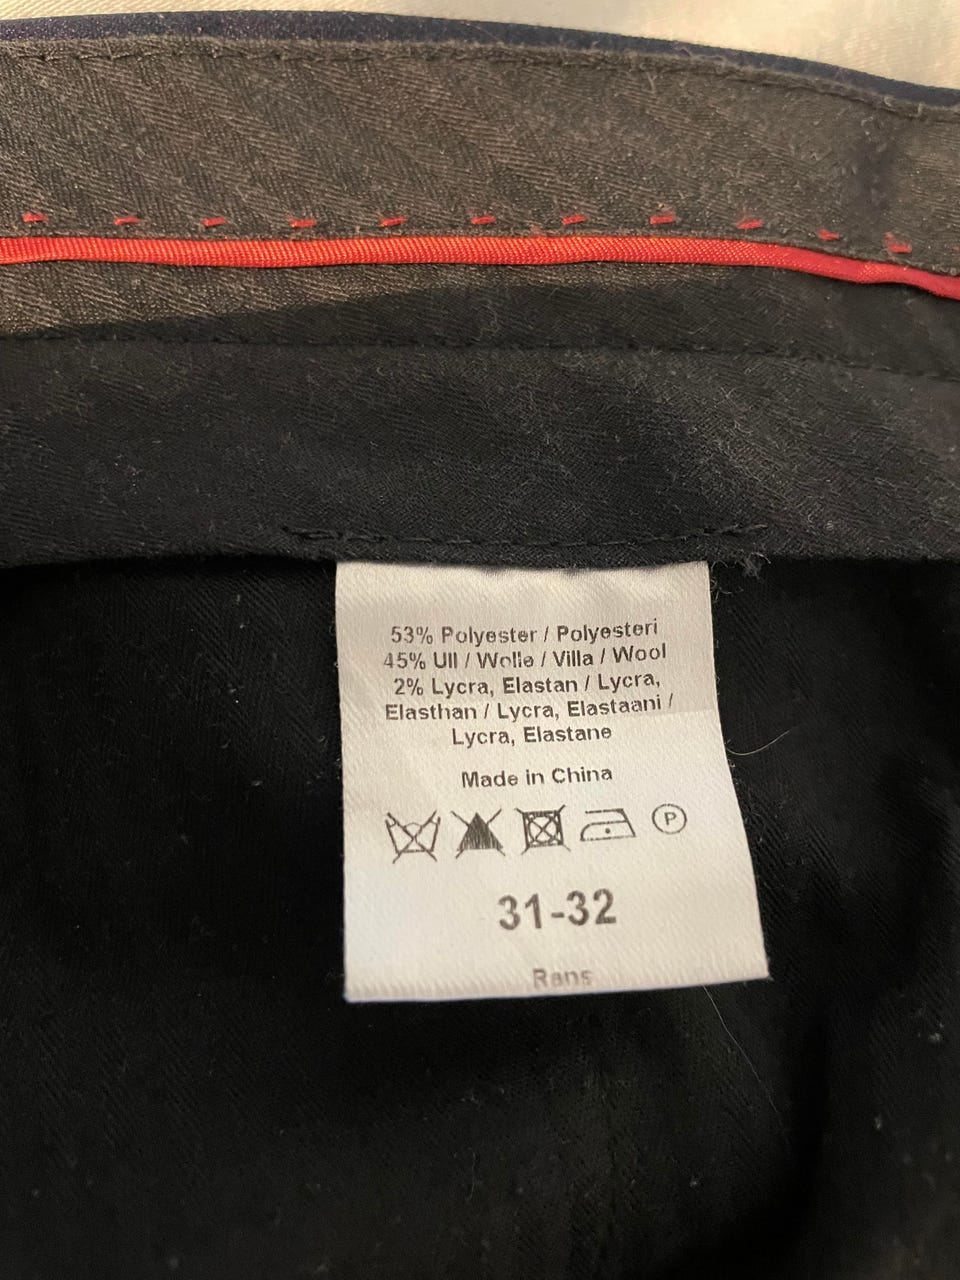 53% Polyester / Polyesteri
45% Ull / Wolle / Villa / Wool
2% Lycra, Elastan / Lycra,
Elasthan / Lycra, Elastaani /
Lycra, Elastane
Made in China
P
31-32
Rens